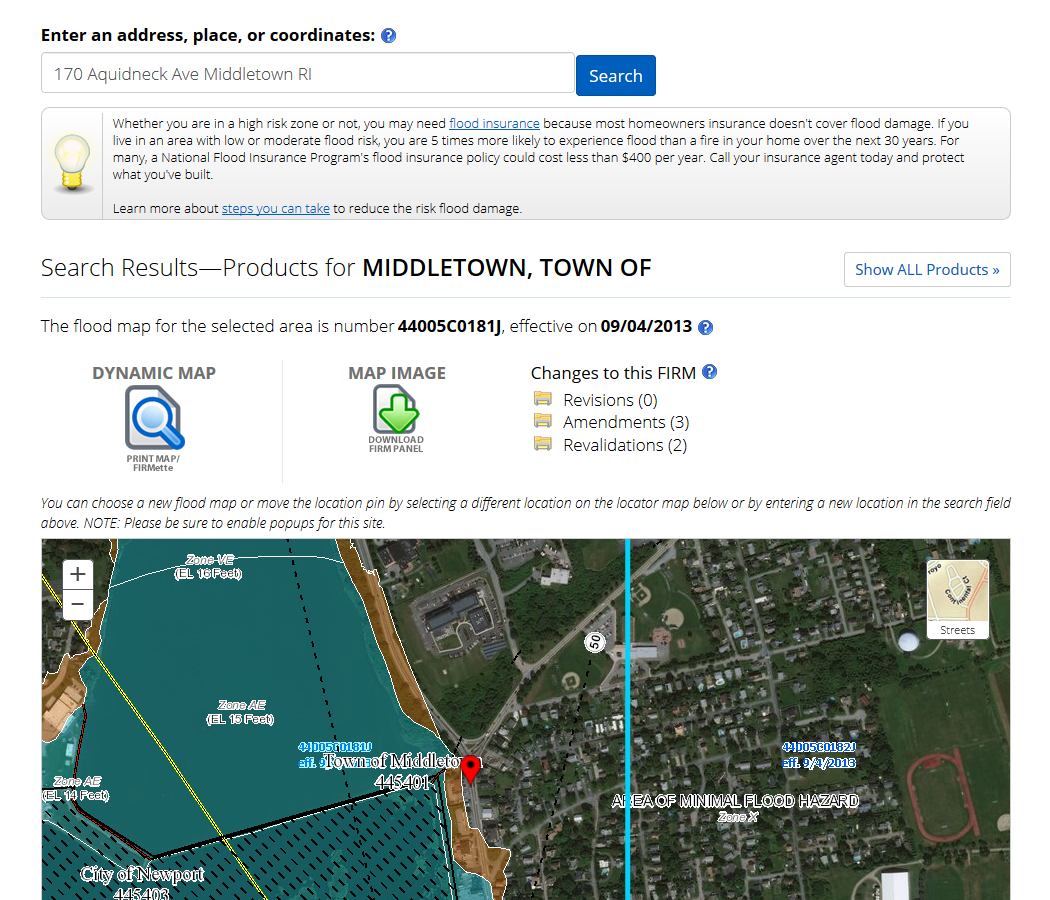 Enter an address, place, or coordinates:
170 Aquidneck Ave Middletown RI
Search
Whether you are in a high risk zone or not, you may need flood insurance because most homeowners insurance doesn't cover flood damage. If you
live in an area with low or moderate flood risk, you are 5 times more likely to experience flood than a fire in your home over the next 30 years. For
many, a National Flood Insurance Program's flood insurance policy could cost less than $400 per year. Call your insurance agent today and protect
what you've built.
Learn more about steps you can take to reduce the risk flood damage.
Search Results—Products for MIDDLETOWN, TOWN OF
Show ALL Products »
The flood map for the selected area is number 44005C0181J, effective on 09/04/2013
DYNAMIC MAP
PRINT MAP/
FIRMette
MAP IMAGE
DOWNLOAD
FIRM PANEL
Changes to this FIRM
Revisions (0)
Amendments (3)
Revalidations (2)
You can choose a new flood map or move the location pin by selecting a different location on the locator map below or by entering a new location in the search field
above. NOTE: Please be sure to enable popups for this site.
+
−
Zone VE
(EL 16 Feet)
royo
Continental Ct
Streets
50
Zone AE
(EL 15 Feet)
44005C0181J
eff. 9
Town of Middleto
445401
44005C0182J
eff. 9/4/2013
Zone AE
(EL 14 Feet)
AREA OF MINIMAL FLOOD HAZARD
Zone X
City of Newport
445403